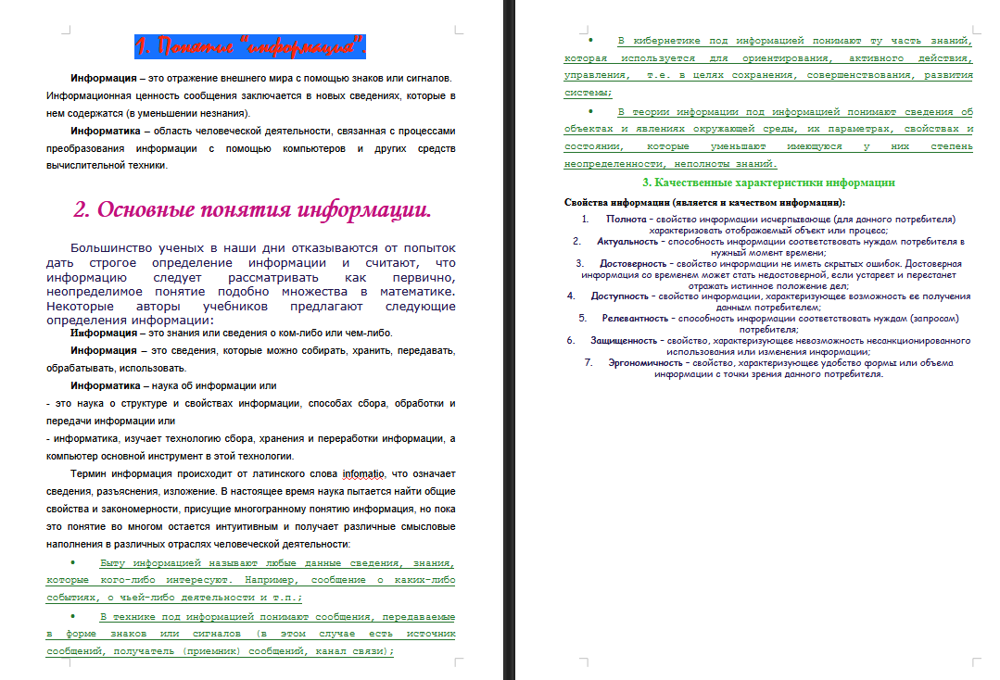 1. Понятие "информация".
Информация – это отражение внешнего мира с помощью знаков или сигналов.
Информационная ценность сообщения заключается в новых сведениях, которые в
нем содержатся (в уменьшении незнания).
Информатика – область человеческой деятельности, связанная с процессами
преобразования информации с помощью компьютеров и других средств
вычислительной техники.
2. Основные понятия информации.
Большинство ученых в наши дни отказываются от попыток
дать строгое определение информации и считают, что
информацию следует рассматривать как первично,
неопределимое понятие подобно множества в математике.
Некоторые авторы учебников предлагают следующие
определения информации:
Информация – это знания или сведения о ком-либо или чем-либо.
Информация – это сведения, которые можно собирать, хранить, передавать,
обрабатывать, использовать.
Информатика – наука об информации или
- это наука о структуре и свойствах информации, способах сбора, обработки и
передачи информации или
- информатика, изучает технологию сбора, хранения и переработки информации, а
компьютер основной инструмент в этой технологии.
Термин информация происходит от латинского слова infomatio, что означает
сведения, разъяснения, изложение. В настоящее время наука пытается найти общие
свойства и закономерности, присущие многогранному понятию информация, но пока
это понятие во многом остается интуитивным и получает различные смысловые
наполнения в различных отраслях человеческой деятельности:
• Быту информацией называют любые данные сведения, знания,
которые кого-либо интересуют. Например, сообщение о каких-либо
событиях, о чьей-либо деятельности и т.п.;
• В технике под информацией понимают сообщения, передаваемые
в форме знаков или сигналов (в этом случае есть источник
сообщений, получатель (приемник) сообщений, канал связи);
• В кибернетике под информацией понимают ту часть знаний,
которая используется для ориентирования, активного действия,
управления, т.е. в целях сохранения, совершенствования, развития
системы;
• В теории информации под информацией понимают сведения об
объектах и явлениях окружающей среды, их параметрах, свойствах и
состоянии, которые уменьшают имеющуюся у них степень
неопределенности, неполноты знаний.
3. Качественные характеристики информации
Свойства информации (является и качеством информации):
1. Полнота – свойство информации исчерпывающе (для данного потребителя)
характеризовать отображаемый объект или процесс;
2. Актуальность – способность информации соответствовать нуждам потребителя в
нужный момент времени;
3. Достоверность – свойство информации не иметь скрытых ошибок. Достоверная
информация со временем может стать недостоверной, если устареет и перестанет
отражать истинное положение дел;
4. Доступность – свойство информации, характеризующее возможность ее получения
данным потребителем;
5. Релевантность – способность информации соответствовать нуждам (запросам)
потребителя;
6. Защищенность – свойство, характеризующее невозможность несанкционированного
использования или изменения информации;
7. Эргономичность – свойство, характеризующее удобство формы или объема
информации с точки зрения данного потребителя.